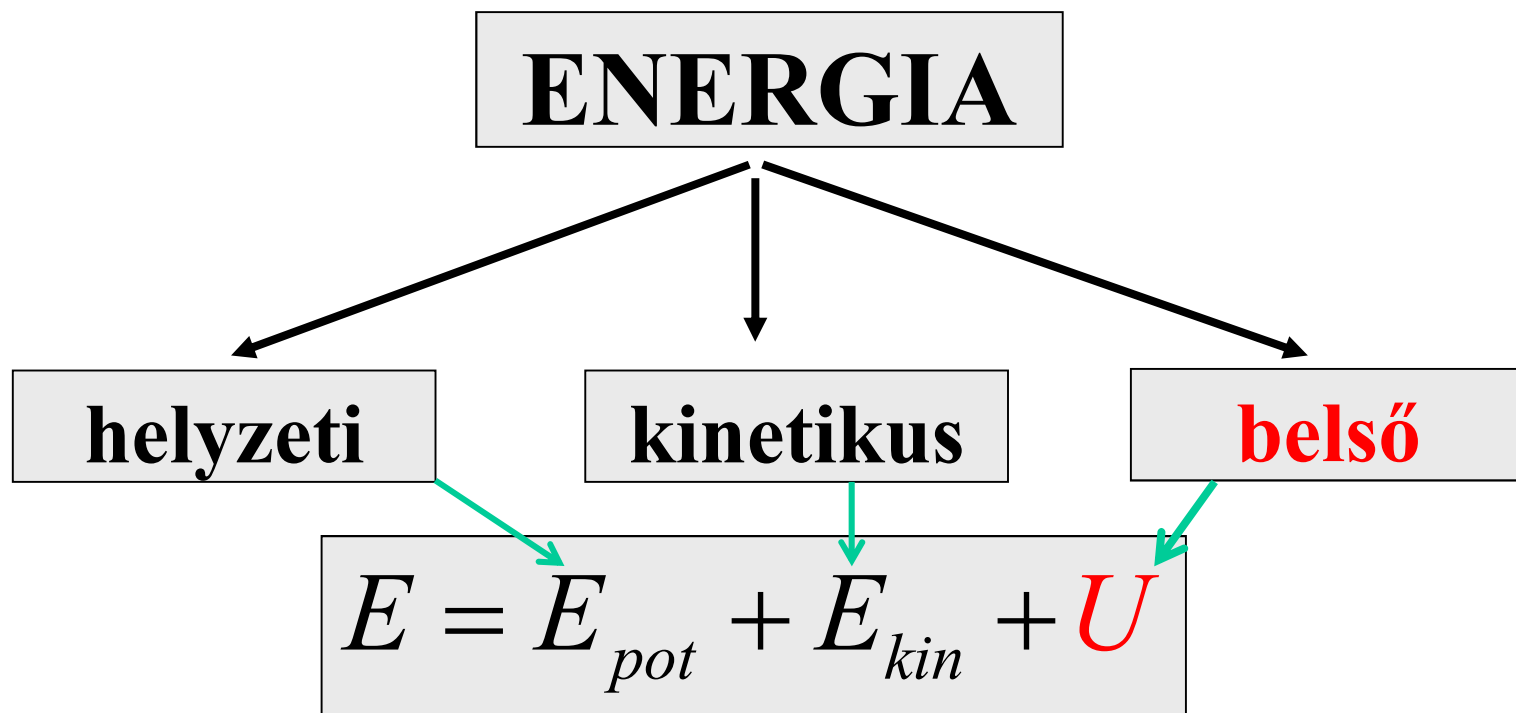 ENERGIA
helyzeti kinetikus belső
E = E_pot + E_kin + U